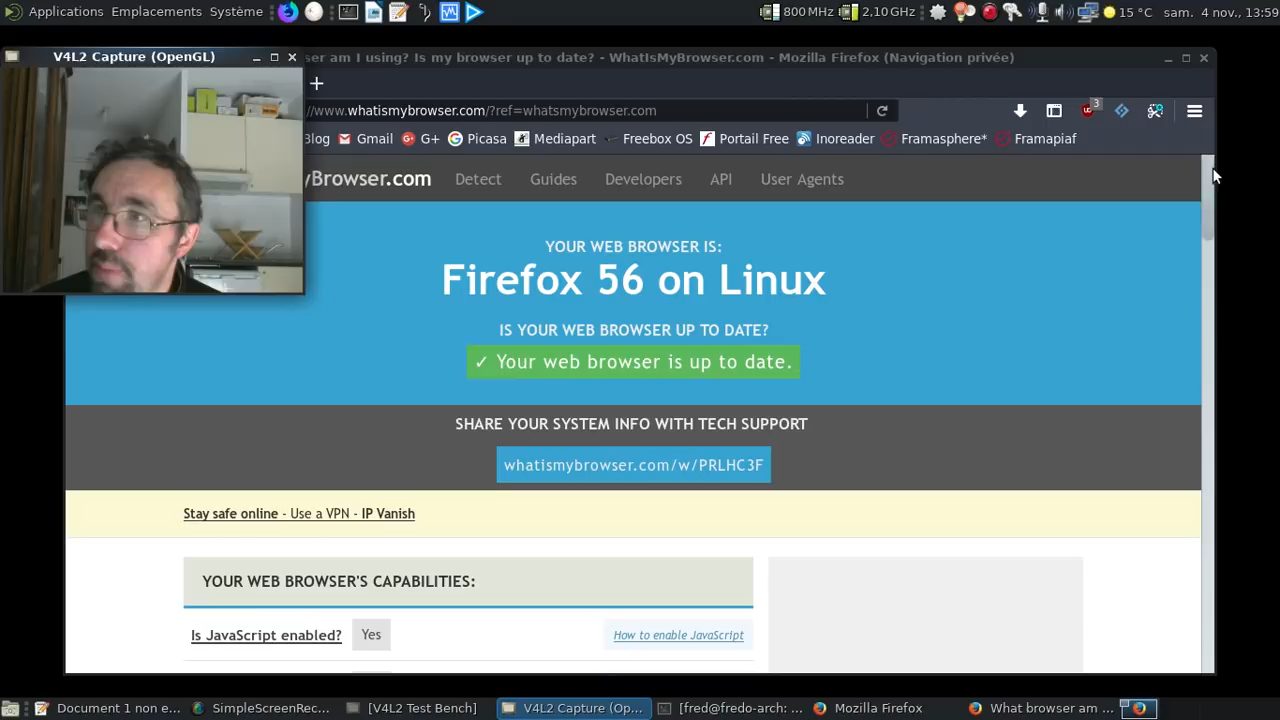 Applications Emplacements Système 800 MHz 2,10 GHz 15 °C sam. 4 nov., 13:59
V4L2 Capture (OpenGL)
ser am I using? Is my browser up to date? - WhatIsMyBrowser.com - Mozilla Firefox (Navigation privée)
//www.whatismybrowser.com/?ref=whatsmybrowser.com 3
Blog Gmail G+ Picasa Mediapart Freebox OS Portail Free Inoreader Framasphere* Framapiaf
yBrowser.com Detect Guides Developers API User Agents
YOUR WEB BROWSER IS:
Firefox 56 on Linux
IS YOUR WEB BROWSER UP TO DATE?
✓ Your web browser is up to date.
SHARE YOUR SYSTEM INFO WITH TECH SUPPORT
whatismybrowser.com/w/PRLHC3F
Stay safe online - Use a VPN - IP Vanish
YOUR WEB BROWSER'S CAPABILITIES:
Is JavaScript enabled? Yes How to enable JavaScript
Document 1 non e... SimpleScreenRec... [V4L2 Test Bench] V4L2 Capture (Op... [fred@fredo-arch: ... Mozilla Firefox What browser am ...